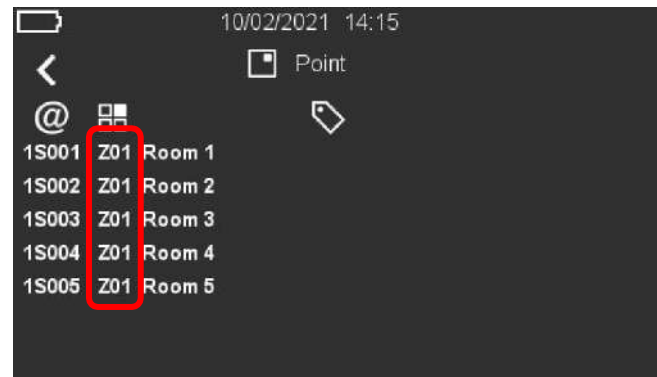 10/02/2021 14:15
Point
@
1S001 Z01 Room 1
1S002 Z01 Room 2
1S003 Z01 Room 3
1S004 Z01 Room 4
1S005 Z01 Room 5